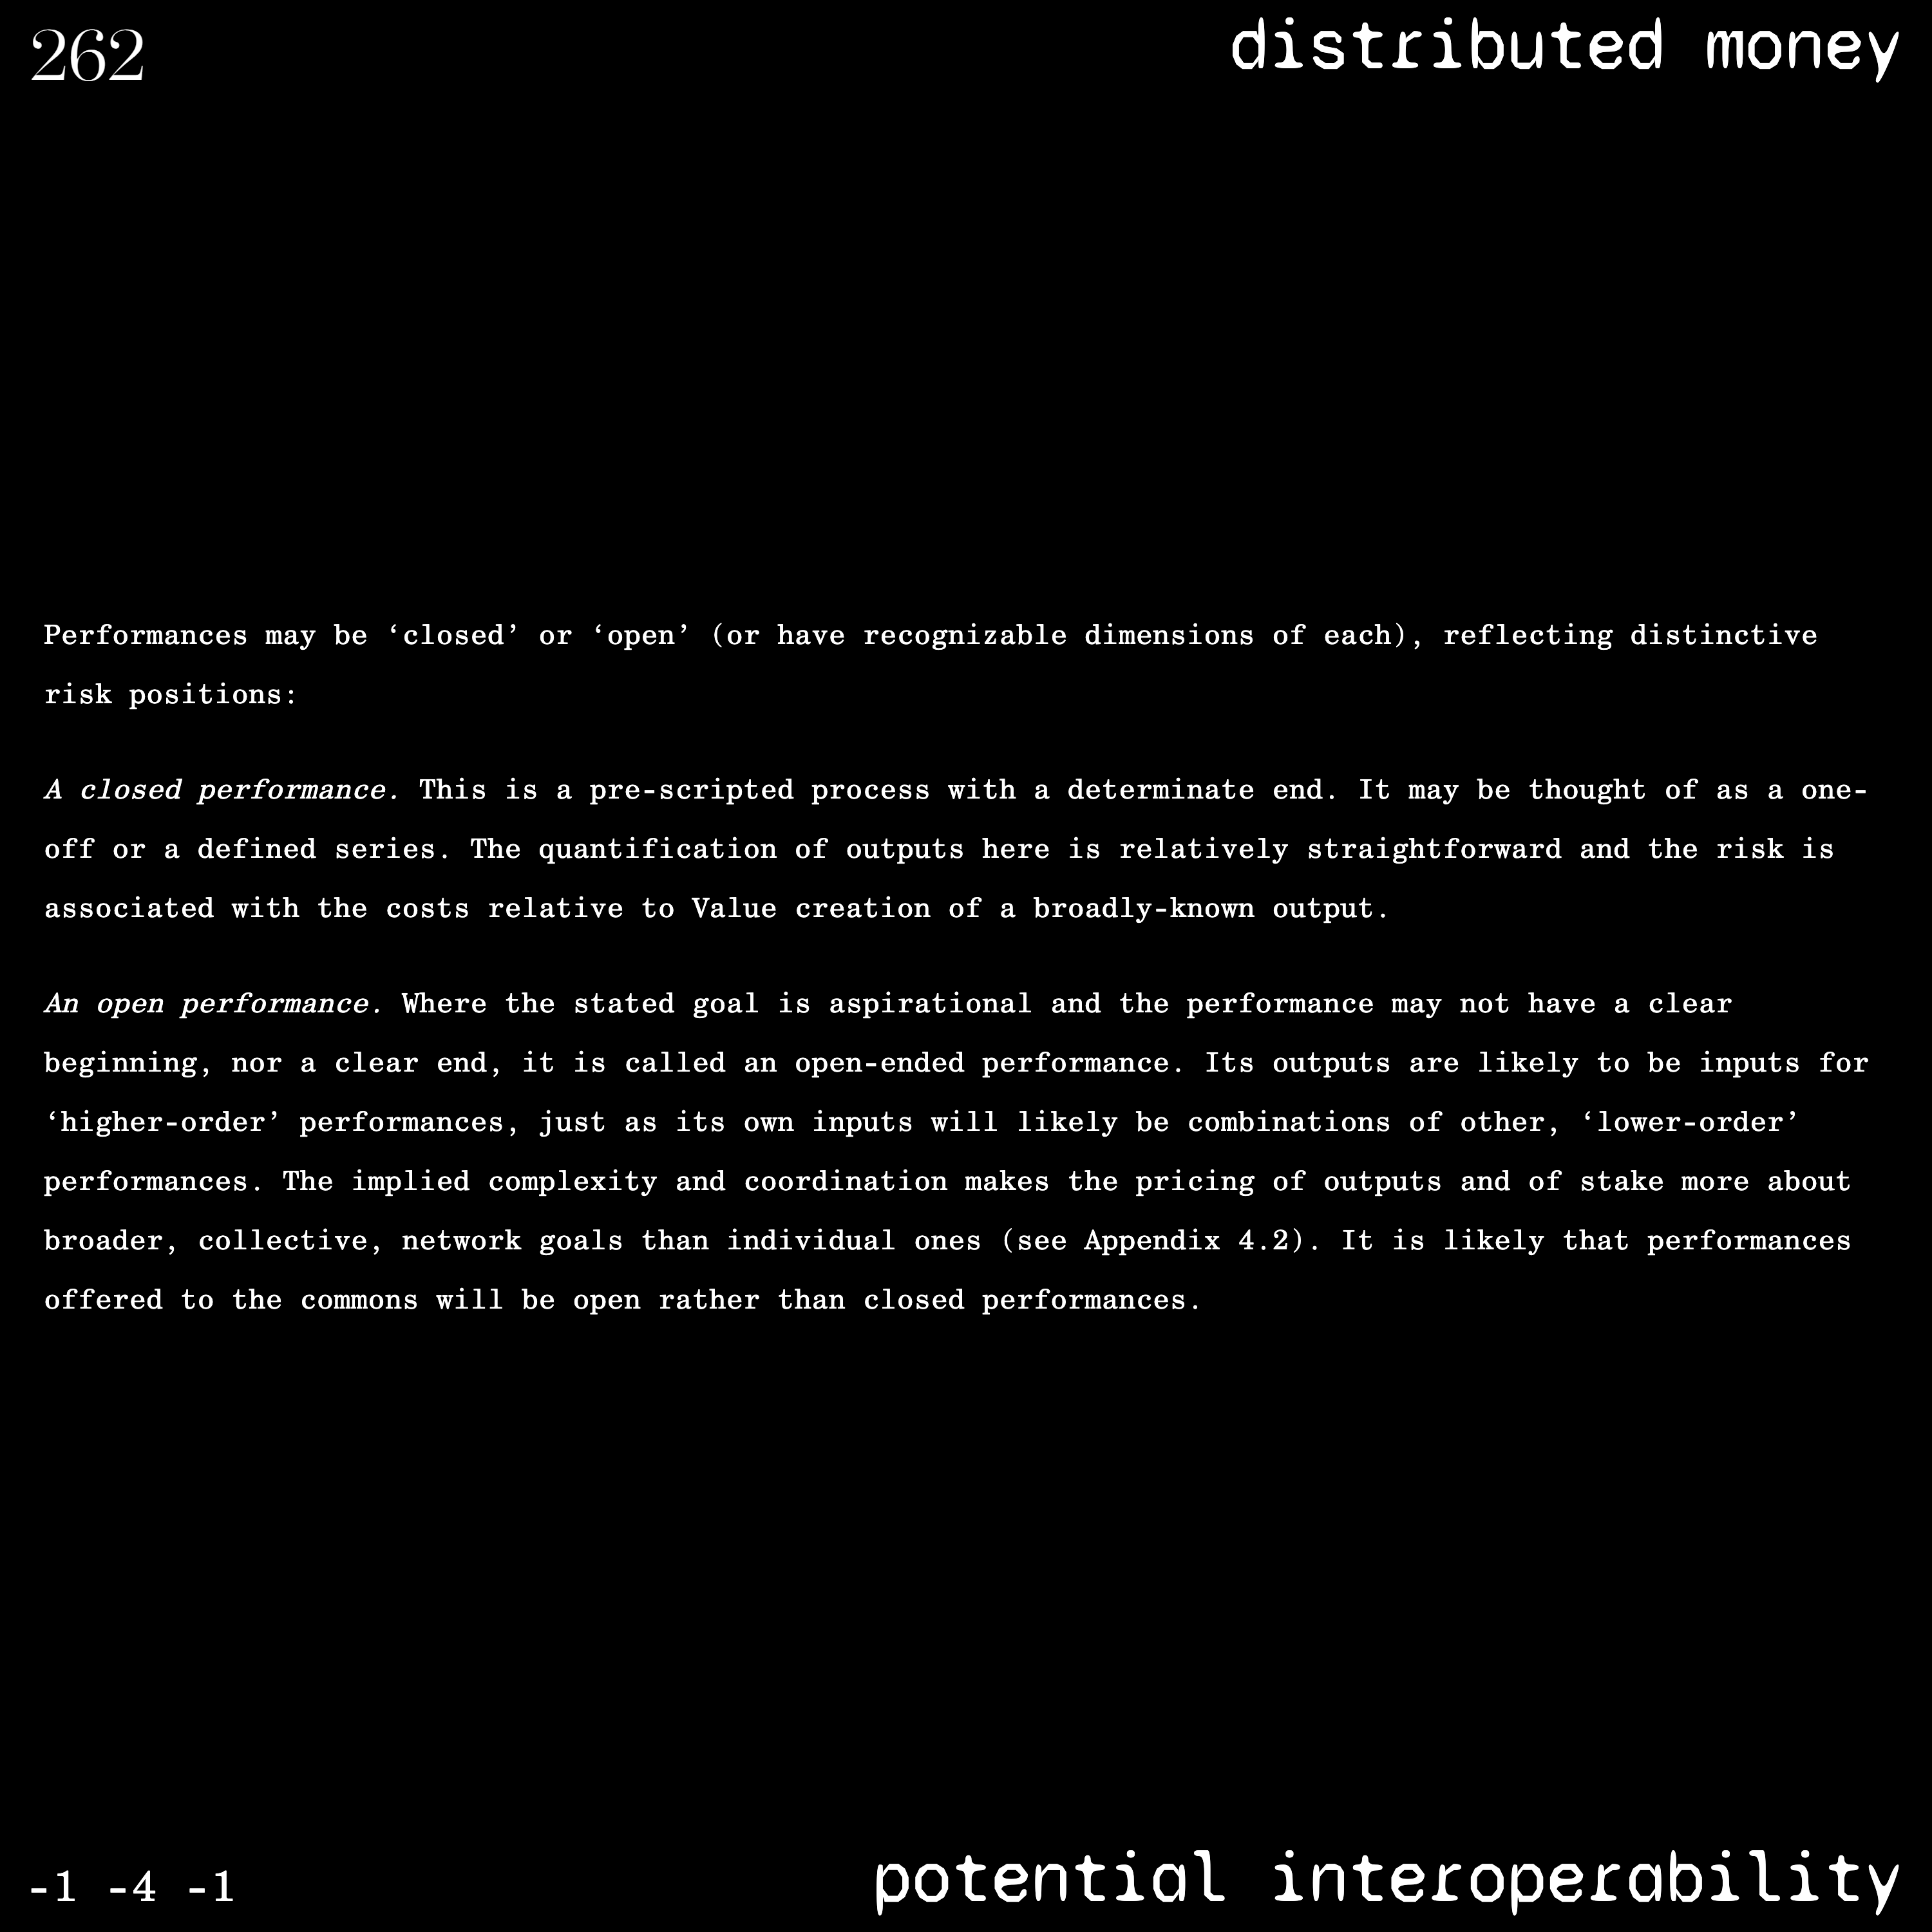 262
distributed money
Performances may be ‘closed’ or ‘open’ (or have recognizable dimensions of each), reflecting distinctive
risk positions:
A closed performance. This is a pre-scripted process with a determinate end. It may be thought of as a one-
off or a defined series. The quantification of outputs here is relatively straightforward and the risk is
associated with the costs relative to Value creation of a broadly-known output.
An open performance. Where the stated goal is aspirational and the performance may not have a clear
beginning, nor a clear end, it is called an open-ended performance. Its outputs are likely to be inputs for
‘higher-order’ performances, just as its own inputs will likely be combinations of other, ‘lower-order’
performances. The implied complexity and coordination makes the pricing of outputs and of stake more about
broader, collective, network goals than individual ones (see Appendix 4.2). It is likely that performances
offered to the commons will be open rather than closed performances.
-1 -4 -1
potential interoperability